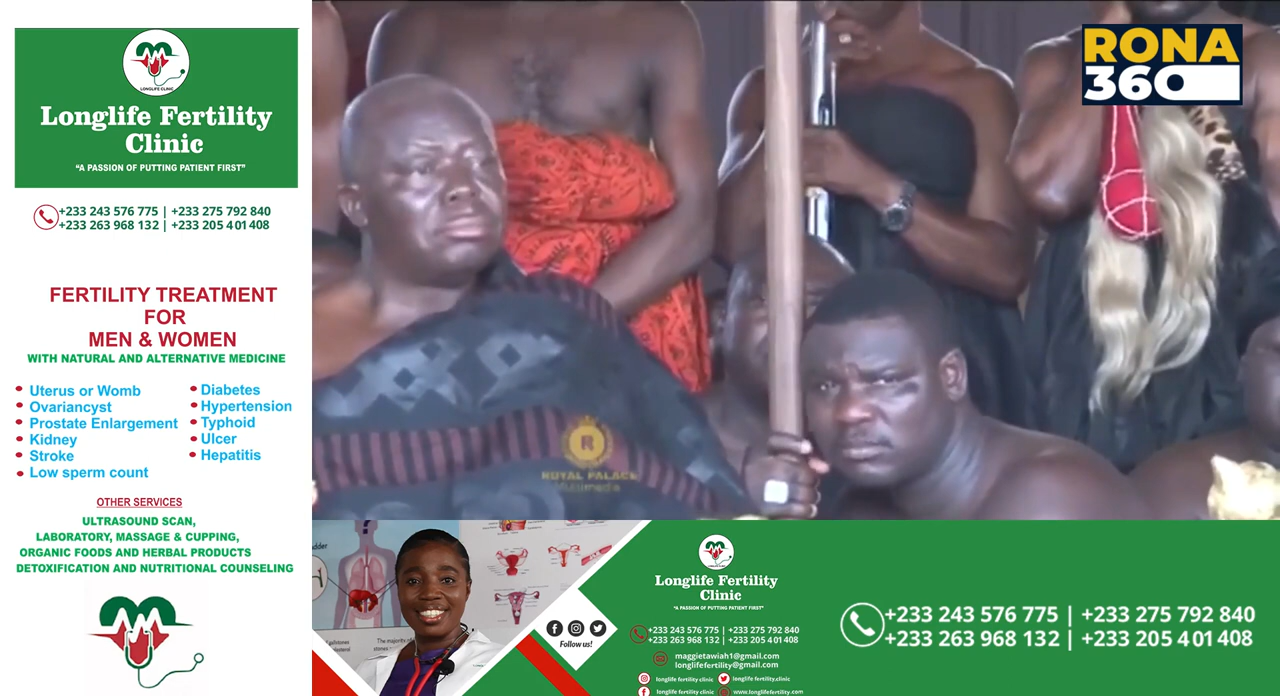 LONGLIFE CLINIC
Longlife Fertility
Clinic
"A PASSION OF PUTTING PATIENT FIRST"
+233 243 576 775 | +233 275 792 840
+233 263 968 132 | +233 205 401 408
FERTILITY TREATMENT
FOR
MEN & WOMEN
WITH NATURAL AND ALTERNATIVE MEDICINE
Uterus or Womb
Ovariancyst
Prostate Enlargement
Kidney
Stroke
Low sperm count
Diabetes
Hypertension
Typhoid
Ulcer
Hepatitis
OTHER SERVICES
ULTRASOUND SCAN,
LABORATORY, MASSAGE & CUPPING,
ORGANIC FOODS AND HERBAL PRODUCTS
DETOXIFICATION AND NUTRITIONAL COUNSELING
RONA
360
R
ROYAL PALACE
Multimedia
The majority of
Follow us!
Longlife Fertility
Clinic
"A PASSION OF PUTTING PATIENT FIRST"
+233 243 576 775 | +233 275 792 840
+233 263 968 132 | +233 205 401 408
maggietawiah1@gmail.com
longlifefertility@gmail.com
longlife fertility clinic
longlife.fertility.clinic
longlife fertility clinic
www.longlifefertility.com
+233 243 576 775 | +233 275 792 840
+233 263 968 132 | +233 205 401 408